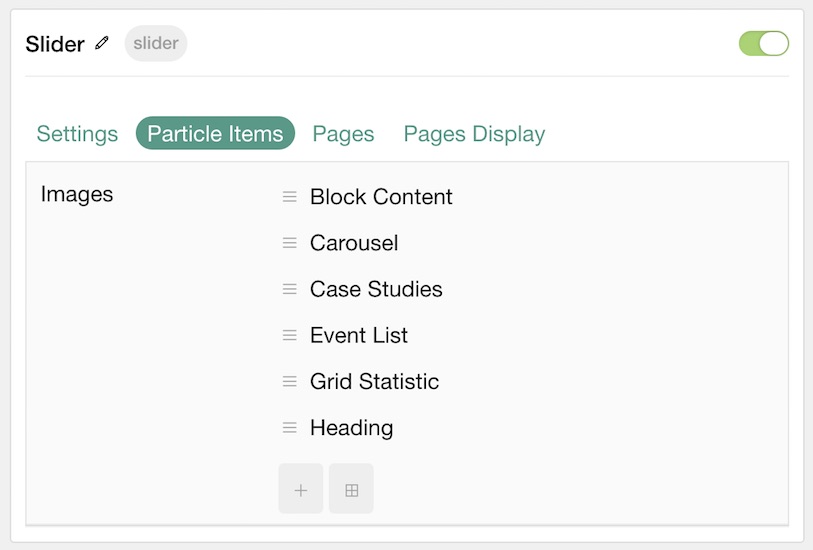 Slider slider
Settings Particle Items Pages Pages Display
Images
Block Content
Carousel
Case Studies
Event List
Grid Statistic
Heading